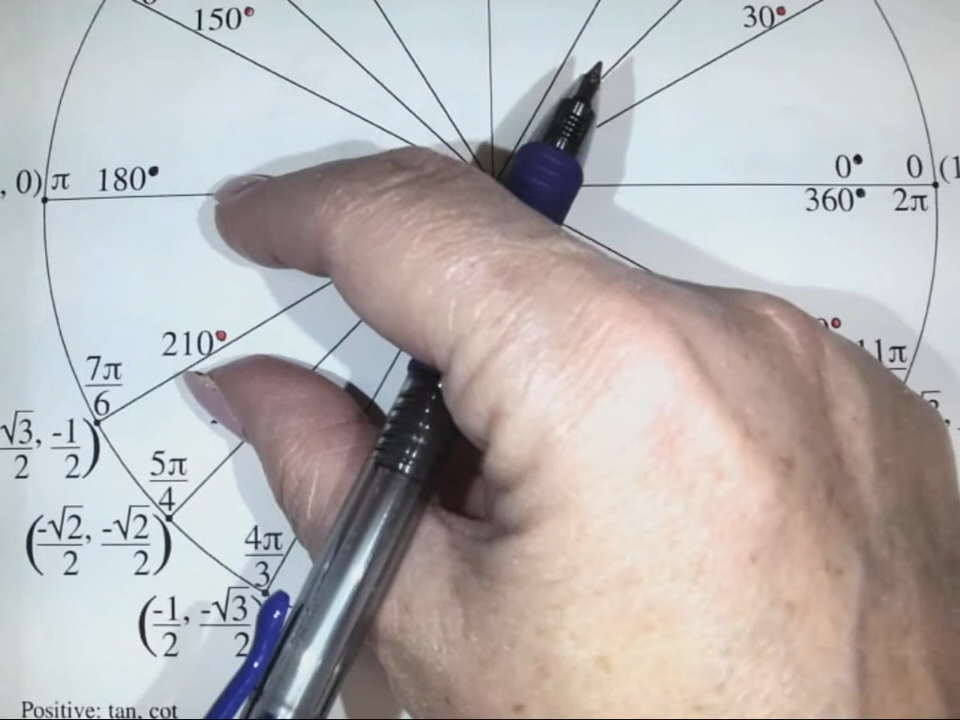 150° 30°
, 0) π 180° 0° 0 (1
360° 2π
210°
7π/6 11π
√3/2, -1/2)
5π/4
(-√2/2, -√2/2)
4π/3
(-1/2, -√3/2)
Positive: tan, cot